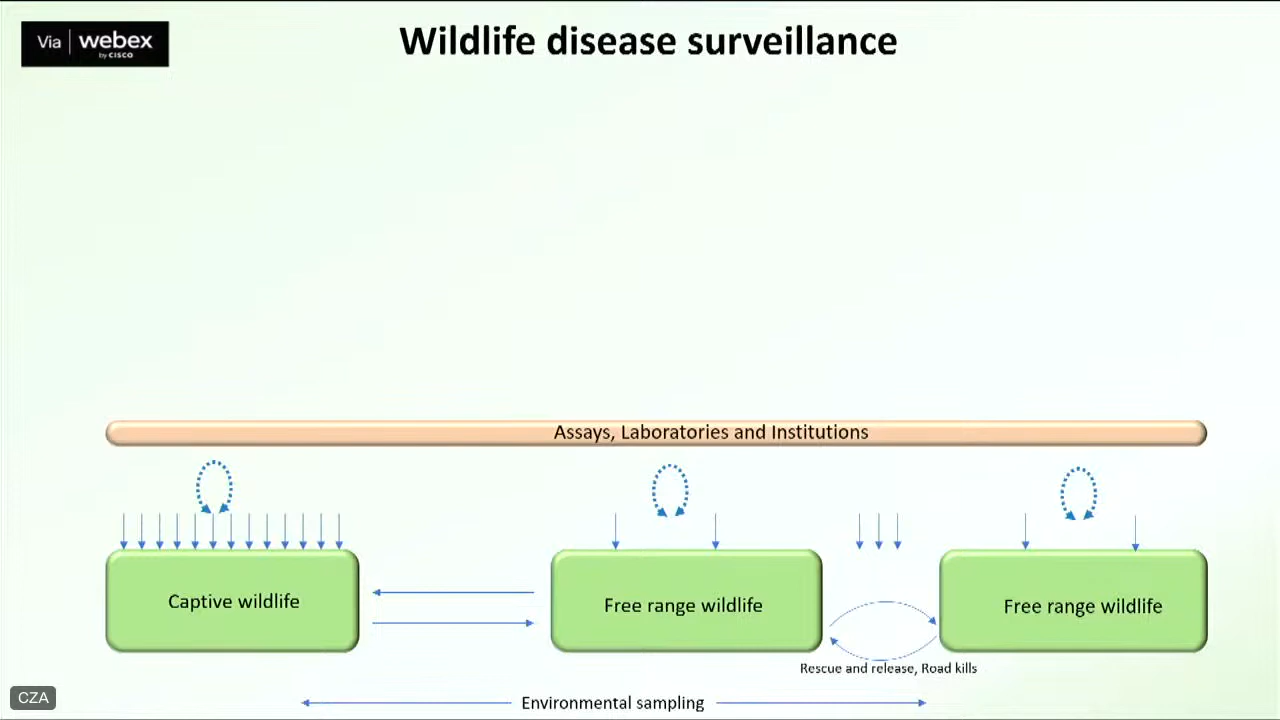 Via | webex
by CISCO
Wildlife disease surveillance
Assays, Laboratories and Institutions
Captive wildlife
Free range wildlife
Free range wildlife
Rescue and release, Road kills
Environmental sampling
CZA